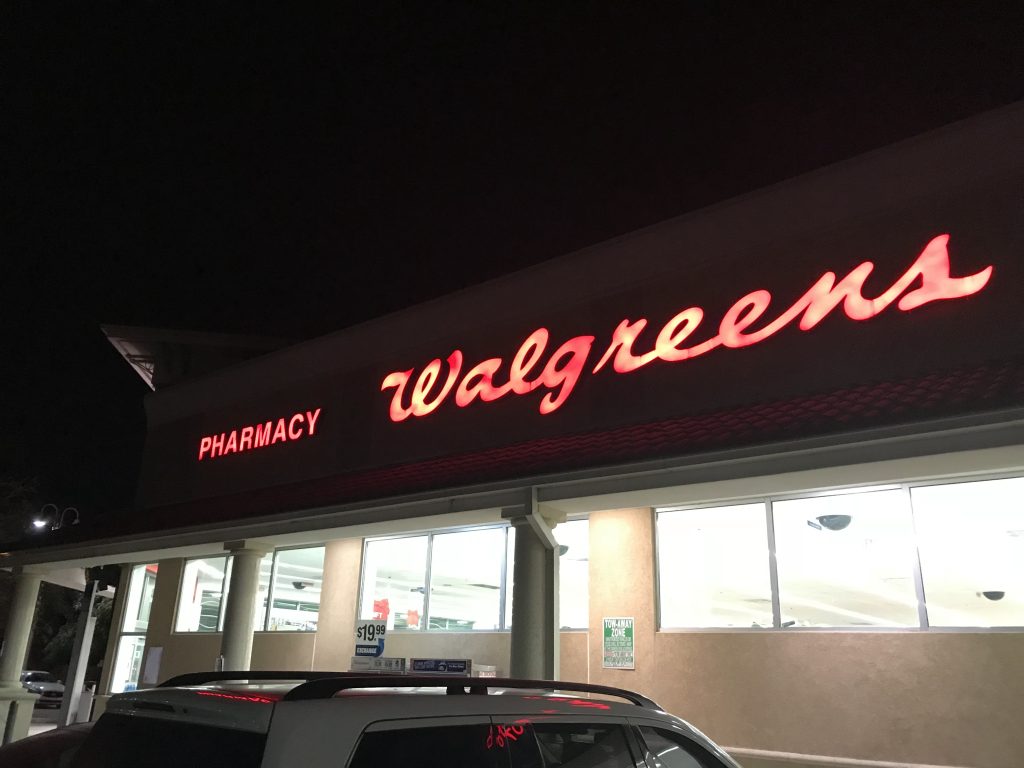 Walgreens
PHARMACY
$19.99
EXCHANGE
TOW-AWAY
ZONE